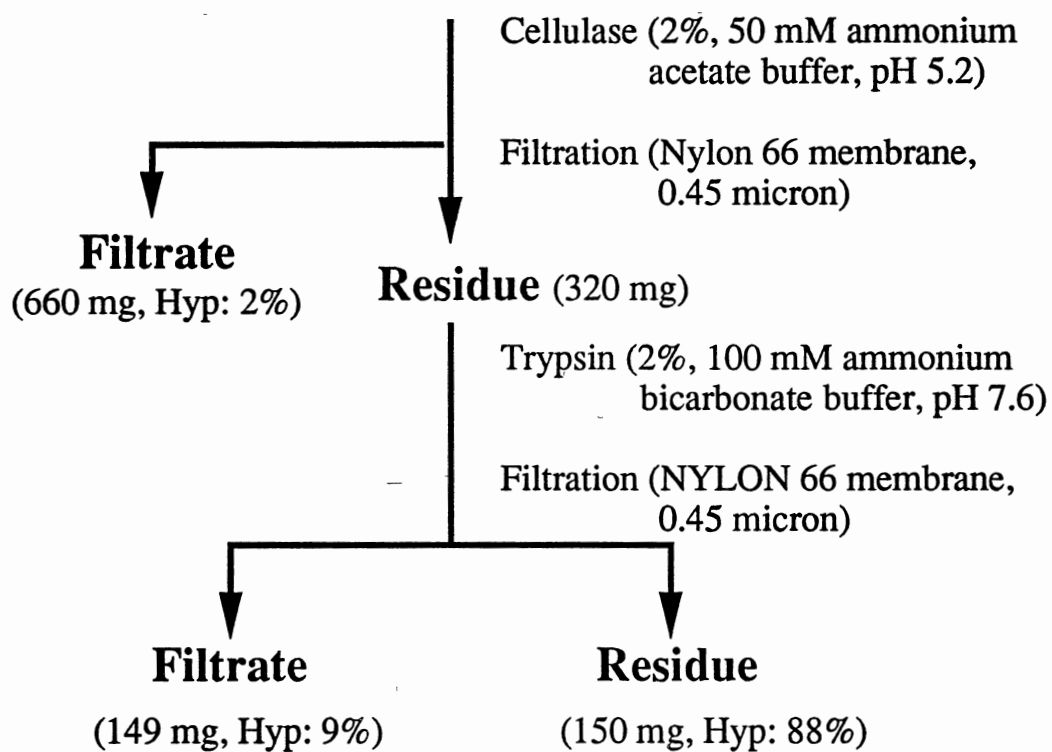 Cellulase (2%, 50 mM ammonium
acetate buffer, pH 5.2)
Filtration (Nylon 66 membrane,
0.45 micron)
Filtrate
(660 mg, Hyp: 2%)
Residue (320 mg)
Trypsin (2%, 100 mM ammonium
bicarbonate buffer, pH 7.6)
Filtration (NYLON 66 membrane,
0.45 micron)
Filtrate
Residue
(149 mg, Hyp: 9%)
(150 mg, Hyp: 88%)